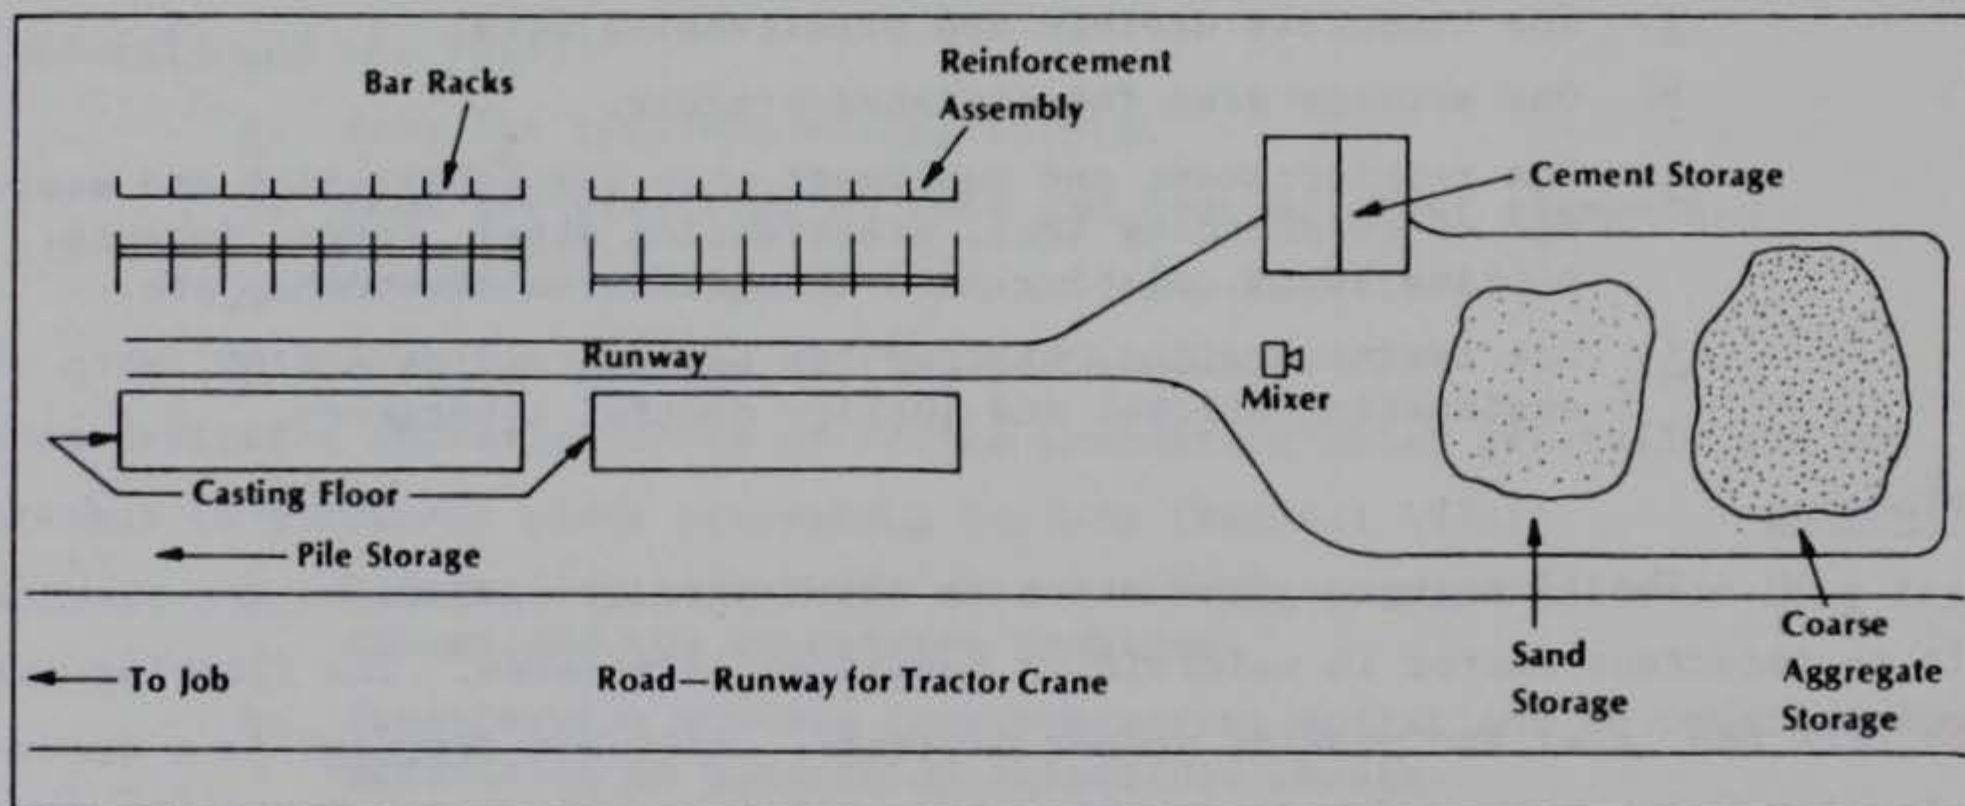 Bar Racks
Reinforcement
Assembly
Cement Storage
Runway
Mixer
Casting Floor
Pile Storage
To Job
Road—Runway for Tractor Crane
Sand
Storage
Coarse
Aggregate
Storage